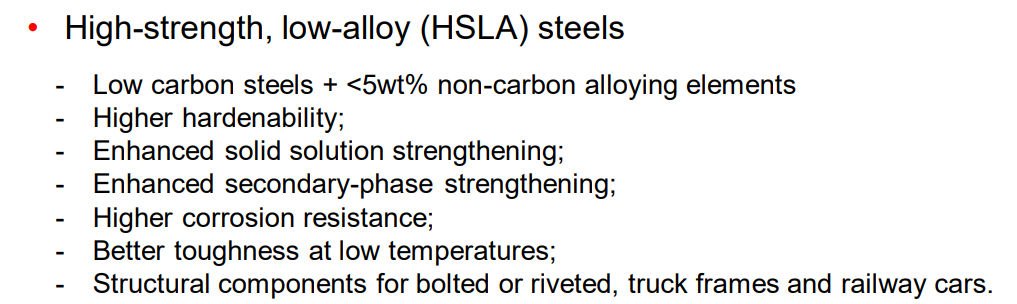 • High-strength, low-alloy (HSLA) steels
- Low carbon steels + <5wt% non-carbon alloying elements
- Higher hardenability;
- Enhanced solid solution strengthening;
- Enhanced secondary-phase strengthening;
- Higher corrosion resistance;
- Better toughness at low temperatures;
- Structural components for bolted or riveted, truck frames and railway cars.